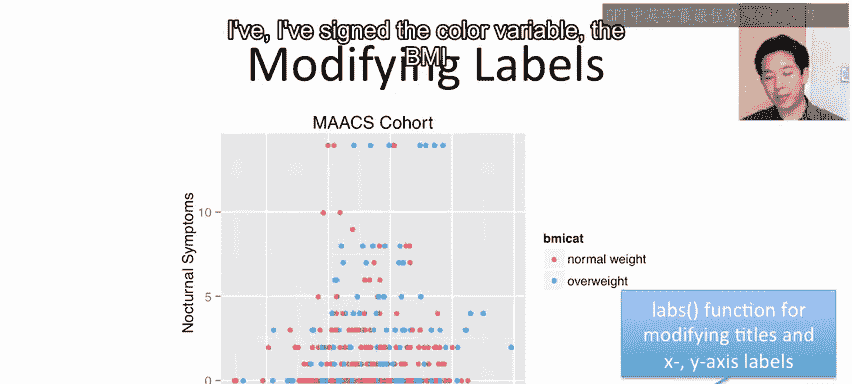 I've, I've signed the color variable, the
BMI
Modifying Labels
MAACS Cohort
Nocturnal Symptoms
10
5
0
bmicat
normal weight
overweight
labs() function for
modifying titles and
x-, y-axis labels